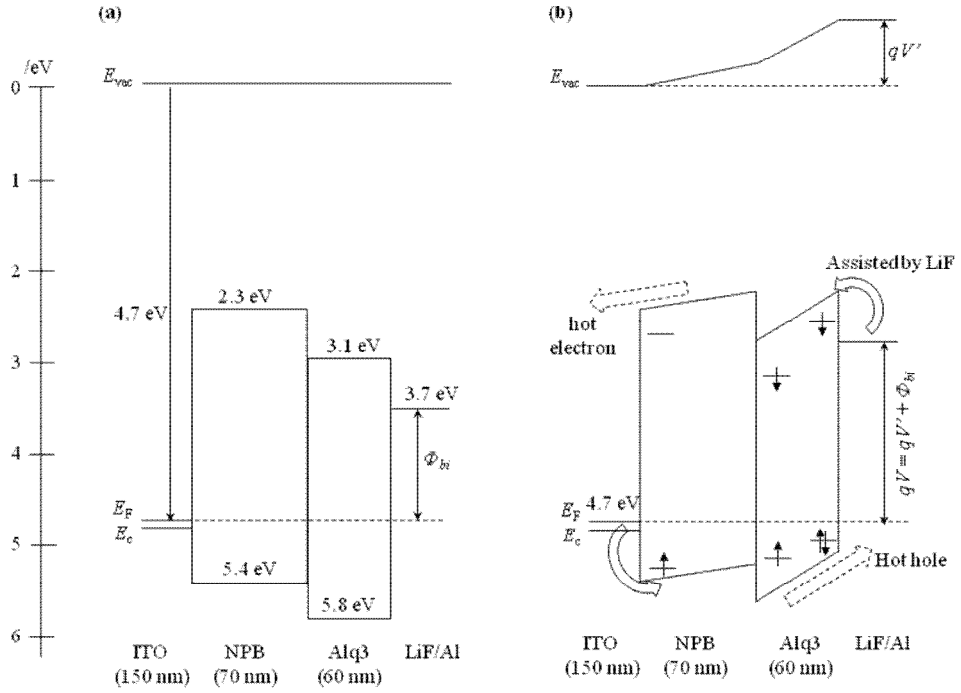 (a)
/eV
0
1
2
3
4
5
6
E_vac
4.7 eV
2.3 eV
3.1 eV
3.7 eV
Φ_bi
E_F
E_c
5.4 eV
5.8 eV
ITO
(150 nm)
NPB
(70 nm)
Alq3
(60 nm)
LiF/Al
(b)
E_vac
qV'
Assisted by LiF
hot
electron
qV = qV' + Φ_bi
4.7 eV
E_F
E_c
Hot hole
ITO
(150 nm)
NPB
(70 nm)
Alq3
(60 nm)
LiF/Al